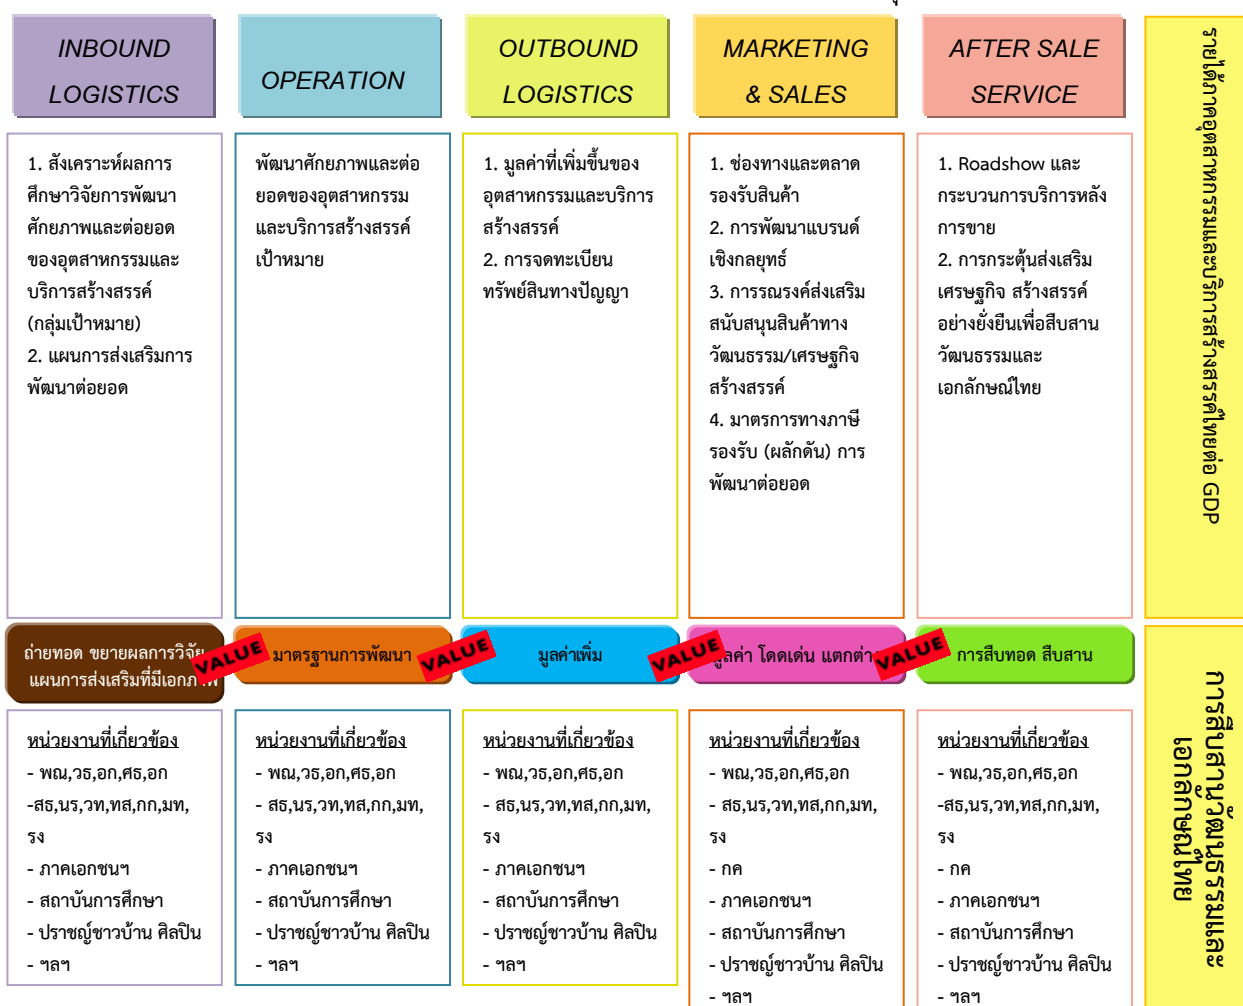 INBOUND
LOGISTICS
OPERATION
OUTBOUND
LOGISTICS
MARKETING
& SALES
AFTER SALE
SERVICE
1. สังเคราะห์ผลการ
ศึกษาวิจัยการพัฒนา
ศักยภาพและต่อยอด
ของอุตสาหกรรมและ
บริการสร้างสรรค์
(กลุ่มเป้าหมาย)
2. แผนการส่งเสริมการ
พัฒนาต่อยอด
พัฒนาศักยภาพและต่อ
ยอดของอุตสาหกรรม
และบริการสร้างสรรค์
เป้าหมาย
1. มูลค่าที่เพิ่มขึ้นของ
อุตสาหกรรมและบริการ
สร้างสรรค์
2. การจดทะเบียน
ทรัพย์สินทางปัญญา
1. ช่องทางและตลาด
รองรับสินค้า
2. การพัฒนาแบรนด์
เชิงกลยุทธ์
3. การรณรงค์ส่งเสริม
สนับสนุนสินค้าทาง
วัฒนธรรม/เศรษฐกิจ
สร้างสรรค์
4. มาตรการทางภาษี
รองรับ (ผลักดัน) การ
พัฒนาต่อยอด
1. Roadshow และ
กระบวนการบริการหลัง
การขาย
2. การกระตุ้นส่งเสริม
เศรษฐกิจ สร้างสรรค์
อย่างยั่งยืนเพื่อสืบสาน
วัฒนธรรมและ
เอกลักษณ์ไทย
รายได้ภาคอุตสาหกรรมและบริการสร้างสรรค์ไทยต่อ GDP
ถ่ายทอด ขยายผลการวิจัย
แผนการส่งเสริมที่มีเอกภาพ
VALUE
มาตรฐานการพัฒนา
VALUE
มูลค่าเพิ่ม
VALUE
มูลค่า โดดเด่น แตกต่าง
VALUE
การสืบทอด สืบสาน
หน่วยงานที่เกี่ยวข้อง
- พณ,วธ,อก,ศธ,อก
-สธ,นร,วท,ทส,กก,มท,
รง
- ภาคเอกชนฯ
- สถาบันการศึกษา
- ปราชญ์ชาวบ้าน ศิลปิน
- ฯลฯ
หน่วยงานที่เกี่ยวข้อง
- พณ,วธ,อก,ศธ,อก
- สธ,นร,วท,ทส,กก,มท,
รง
- ภาคเอกชนฯ
- สถาบันการศึกษา
- ปราชญ์ชาวบ้าน ศิลปิน
- ฯลฯ
หน่วยงานที่เกี่ยวข้อง
- พณ,วธ,อก,ศธ,อก
- สธ,นร,วท,ทส,กก,มท,
รง
- ภาคเอกชนฯ
- สถาบันการศึกษา
- ปราชญ์ชาวบ้าน ศิลปิน
- ฯลฯ
หน่วยงานที่เกี่ยวข้อง
- พณ,วธ,อก,ศธ,อก
- สธ,นร,วท,ทส,กก,มท,
รง
- กค
- ภาคเอกชนฯ
- สถาบันการศึกษา
- ปราชญ์ชาวบ้าน ศิลปิน
- ฯลฯ
หน่วยงานที่เกี่ยวข้อง
- พณ,วธ,อก,ศธ,อก
-สธ,นร,วท,ทส,กก,มท,
รง
- กค
- ภาคเอกชนฯ
- สถาบันการศึกษา
- ปราชญ์ชาวบ้าน ศิลปิน
- ฯลฯ
การสืบสานวัฒนธรรมและ
เอกลักษณ์ไทย